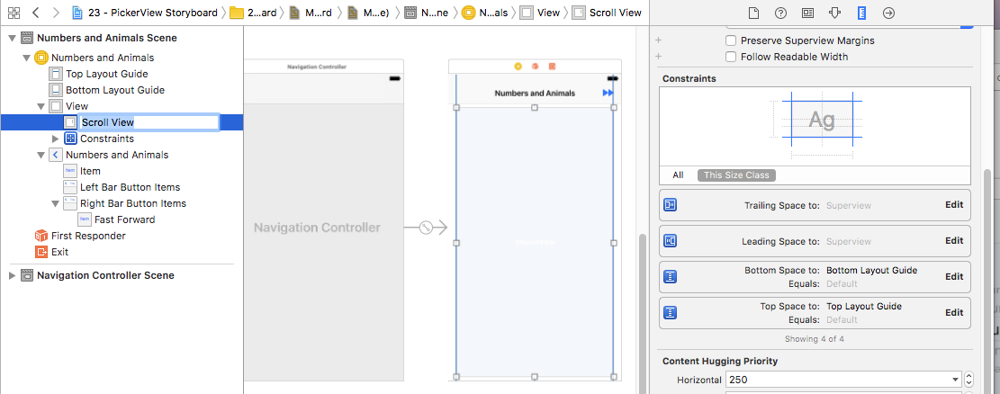 23 - PickerView Storyboard
2...ard
M...rd
M...e)
N...ne
N...als
View
Scroll View
Numbers and Animals Scene
Numbers and Animals
Top Layout Guide
Bottom Layout Guide
View
Scroll View
Constraints
Numbers and Animals
Item
Item
Left Bar Button Items
Right Bar Button Items
Item
Fast Forward
First Responder
Exit
Navigation Controller Scene
Navigation Controller
Navigation Controller
Numbers and Animals
Preserve Superview Margins
Follow Readable Width
Constraints
Ag
All
This Size Class
Trailing Space to: Superview
Edit
Leading Space to: Superview
Edit
Bottom Space to: Bottom Layout Guide
Equals: Default
Edit
Top Space to: Top Layout Guide
Equals: Default
Edit
Showing 4 of 4
Content Hugging Priority
Horizontal 250